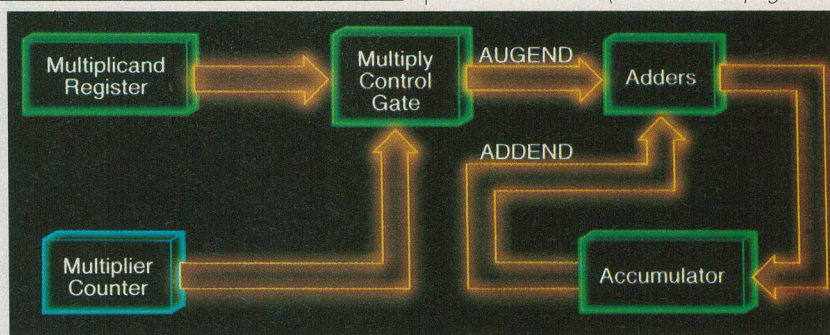 Multiplicand
Register
Multiply
Control
Gate
AUGEND
Adders
ADDEND
Multiplier
Counter
Accumulator